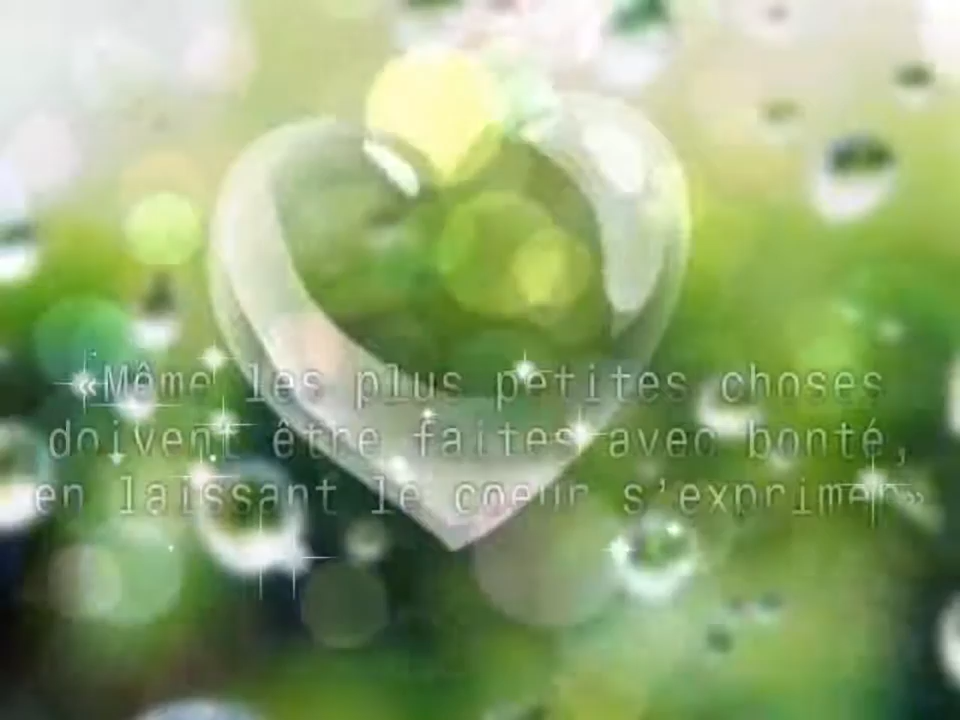 «Même les plus petites choses
doivent être faites avec bonté,
en laissant le coeur s'exprimer»